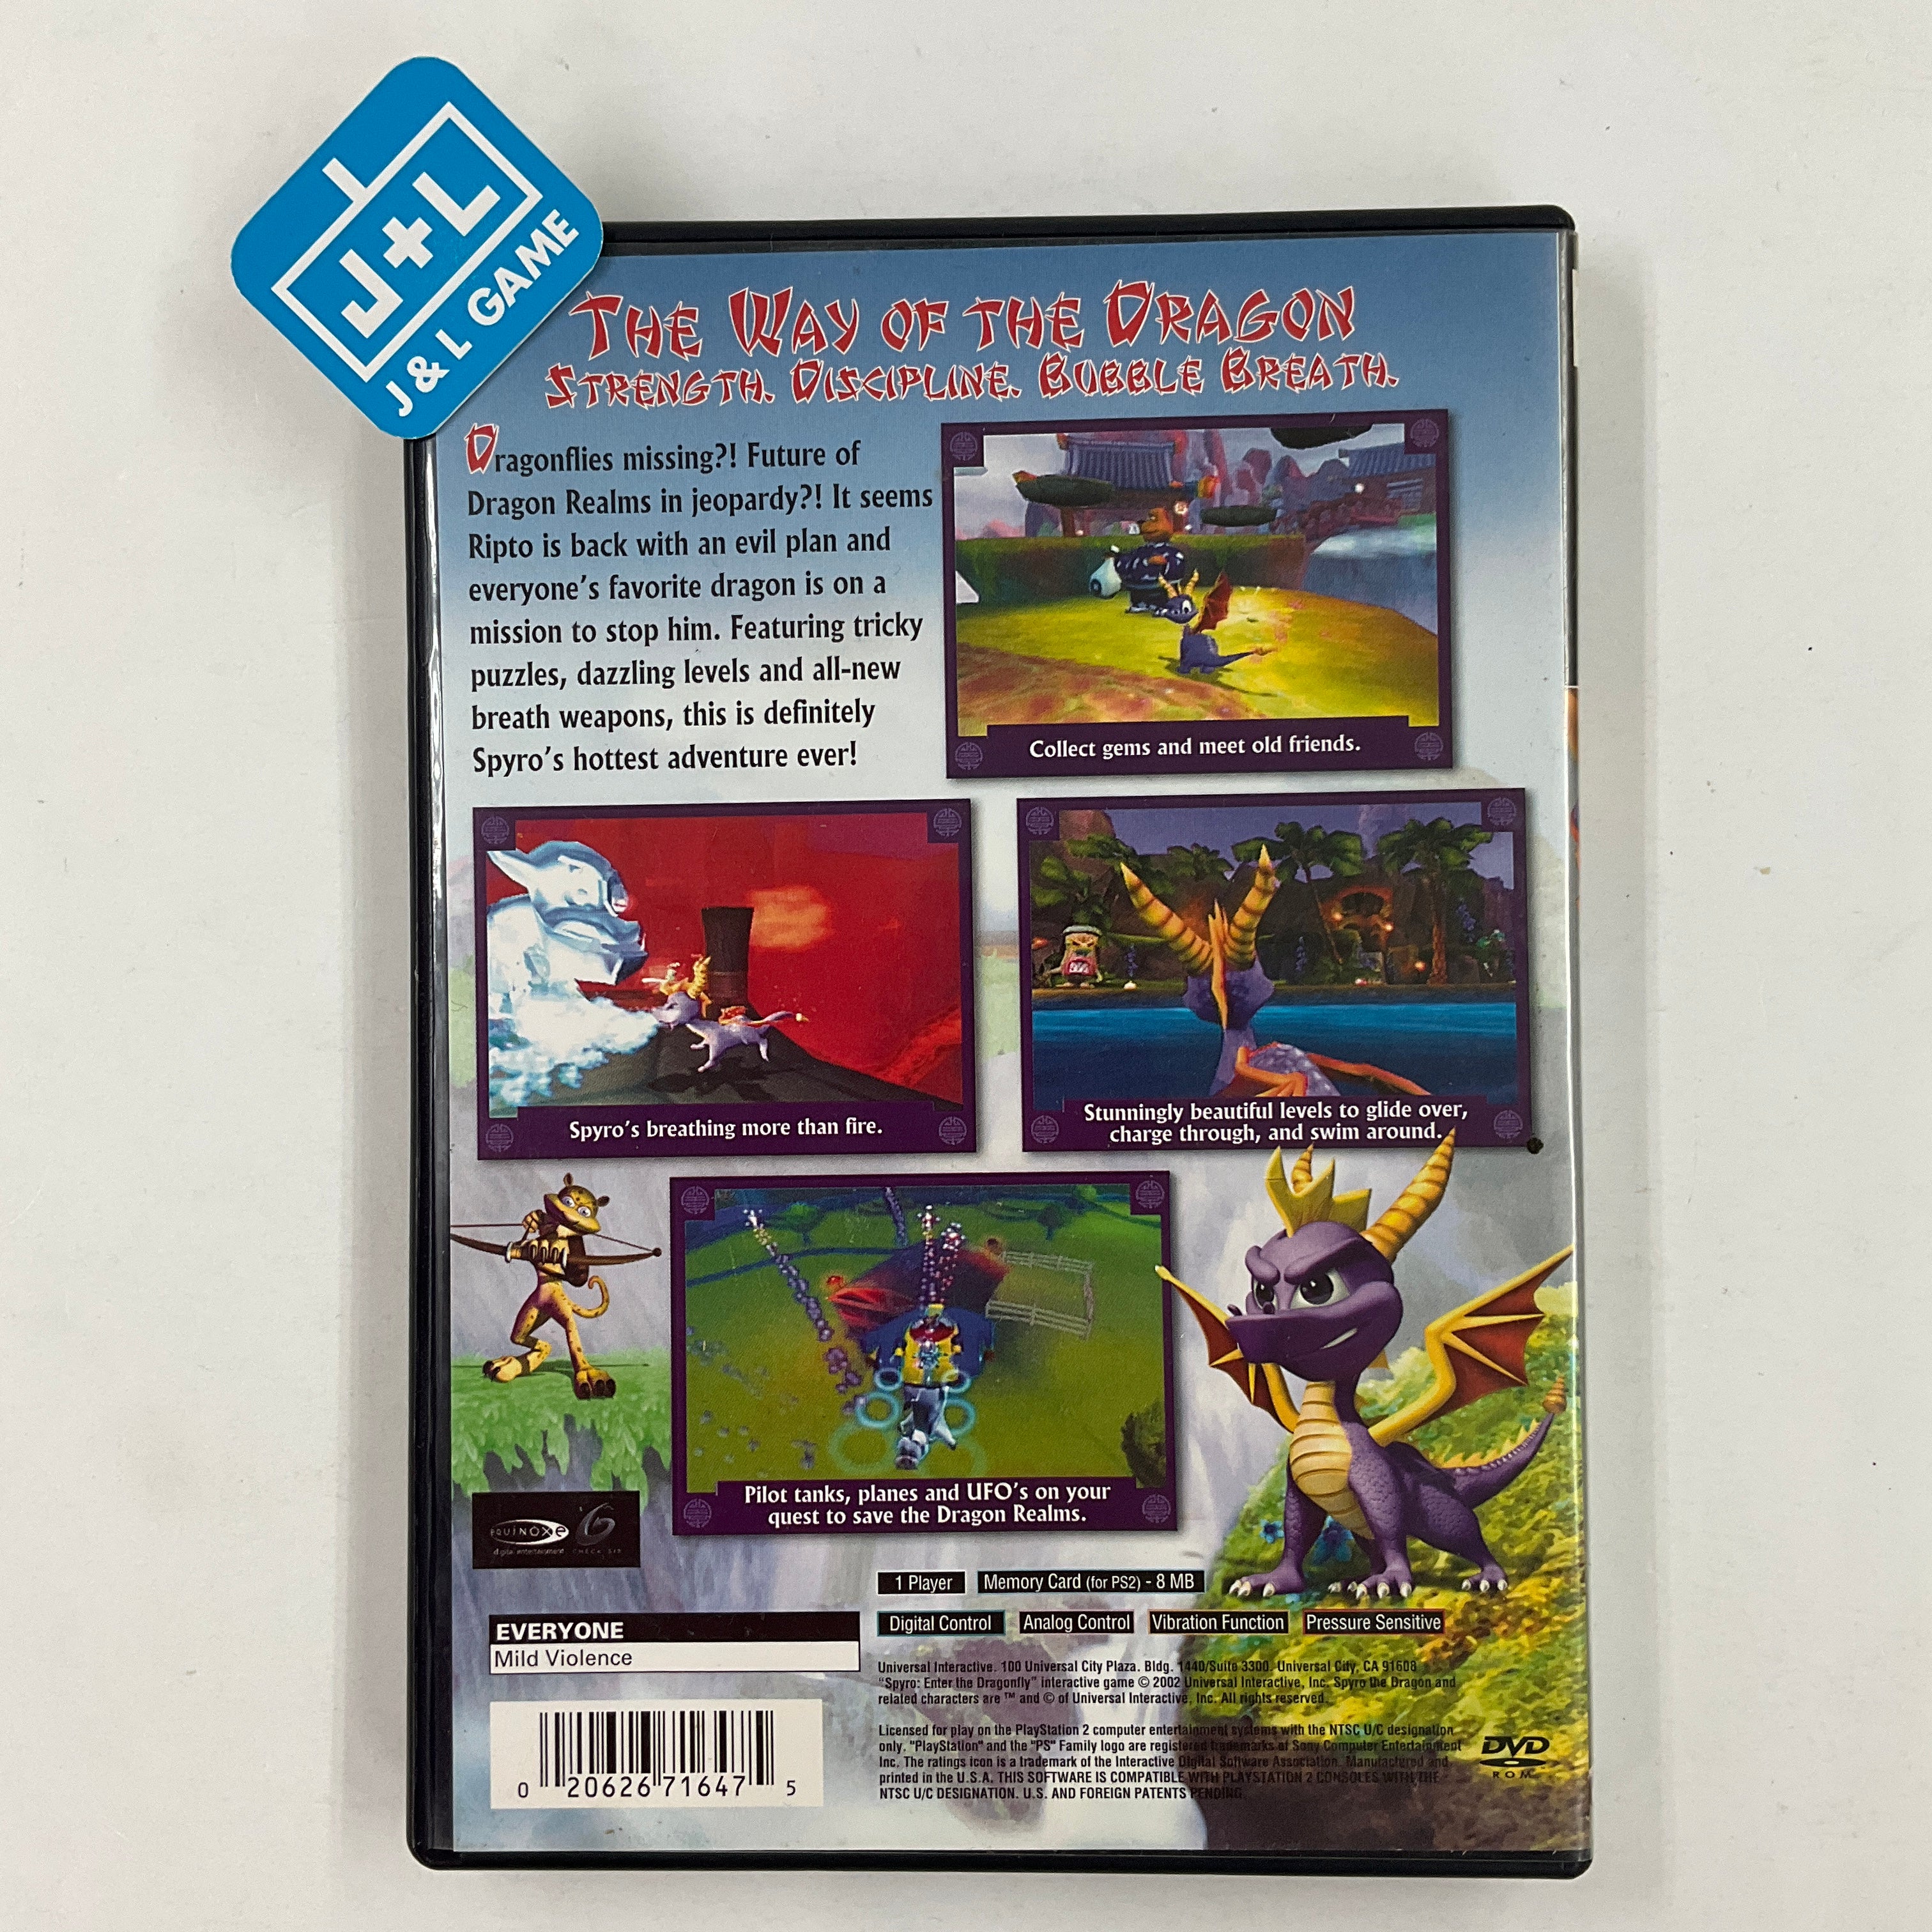 J+L
J & L GAME
THE WAY OF THE DRAGON
STRENGTH. DISCIPLINE. BUBBLE BREATH.
Dragonflies missing?! Future of
Dragon Realms in jeopardy?! It seems
Ripto is back with an evil plan and
everyone's favorite dragon is on a
mission to stop him. Featuring tricky
puzzles, dazzling levels and all-new
breath weapons, this is definitely
Spyro's hottest adventure ever!
Collect gems and meet old friends.
Spyro's breathing more than fire.
Stunningly beautiful levels to glide over,
charge through, and swim around.
Pilot tanks, planes and UFO's on your
quest to save the Dragon Realms.
EQUINOXE
digital entertainment
CHECK SIX
1 Player
Memory Card (for PS2) - 8 MB
Digital Control
Analog Control
Vibration Function
Pressure Sensitive
EVERYONE
Mild Violence
Universal Interactive. 100 Universal City Plaza. Bldg. 1440/Suite 3300. Universal City, CA 91608
"Spyro: Enter the Dragonfly" interactive game © 2002 Universal Interactive, Inc. Spyro the Dragon and
related characters are ™ and © of Universal Interactive, Inc. All rights reserved.
Licensed for play on the PlayStation 2 computer entertainment systems with the NTSC U/C designation
only. "PlayStation" and the "PS" Family logo are registered trademarks of Sony Computer Entertainment
Inc. The ratings icon is a trademark of the Interactive Digital Software Association. Manufactured and
printed in the U.S.A. THIS SOFTWARE IS COMPATIBLE WITH PLAYSTATION 2 CONSOLES WITH THE
NTSC U/C DESIGNATION. U.S. AND FOREIGN PATENTS PENDING.
DVD
ROM
0 20626 71647 5